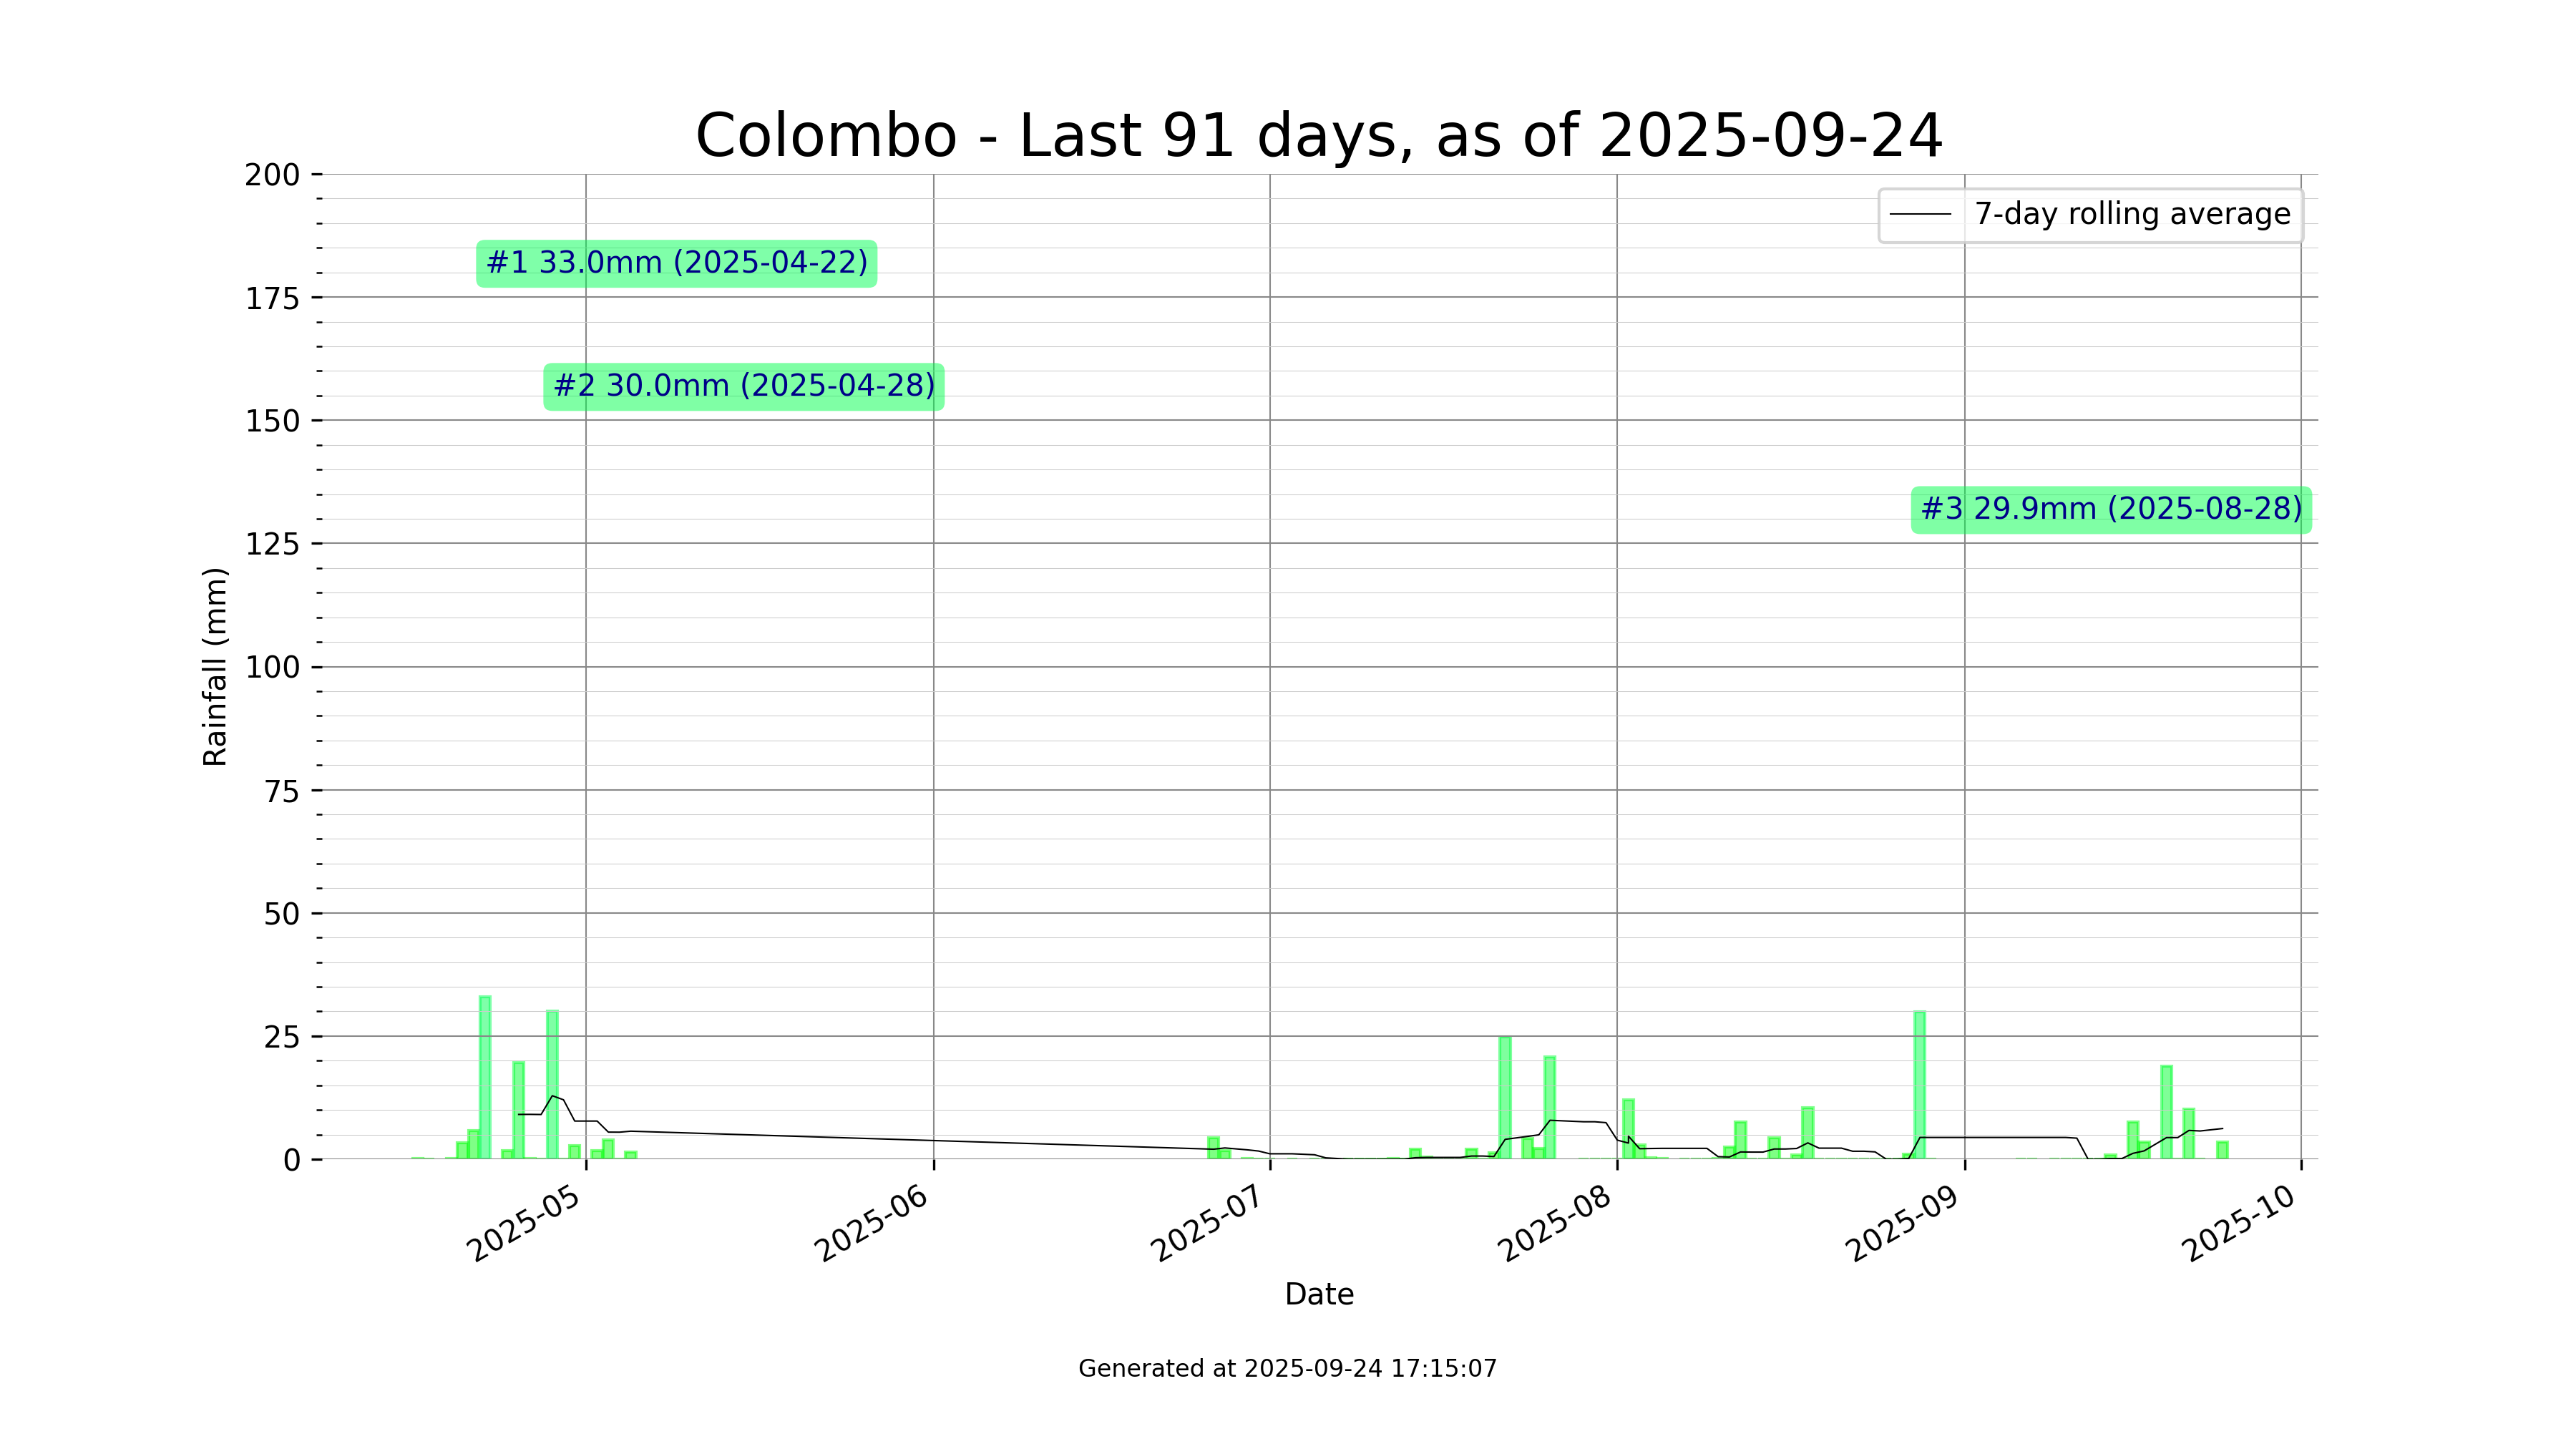 Colombo - Last 91 days, as of 2025-09-24
7-day rolling average
#1 33.0mm (2025-04-22)
#2 30.0mm (2025-04-28)
#3 29.9mm (2025-08-28)
Rainfall (mm)
200
175
150
125
100
75
50
25
0
2025-05
2025-06
2025-07
2025-08
2025-09
2025-10
Date
Generated at 2025-09-24 17:15:07